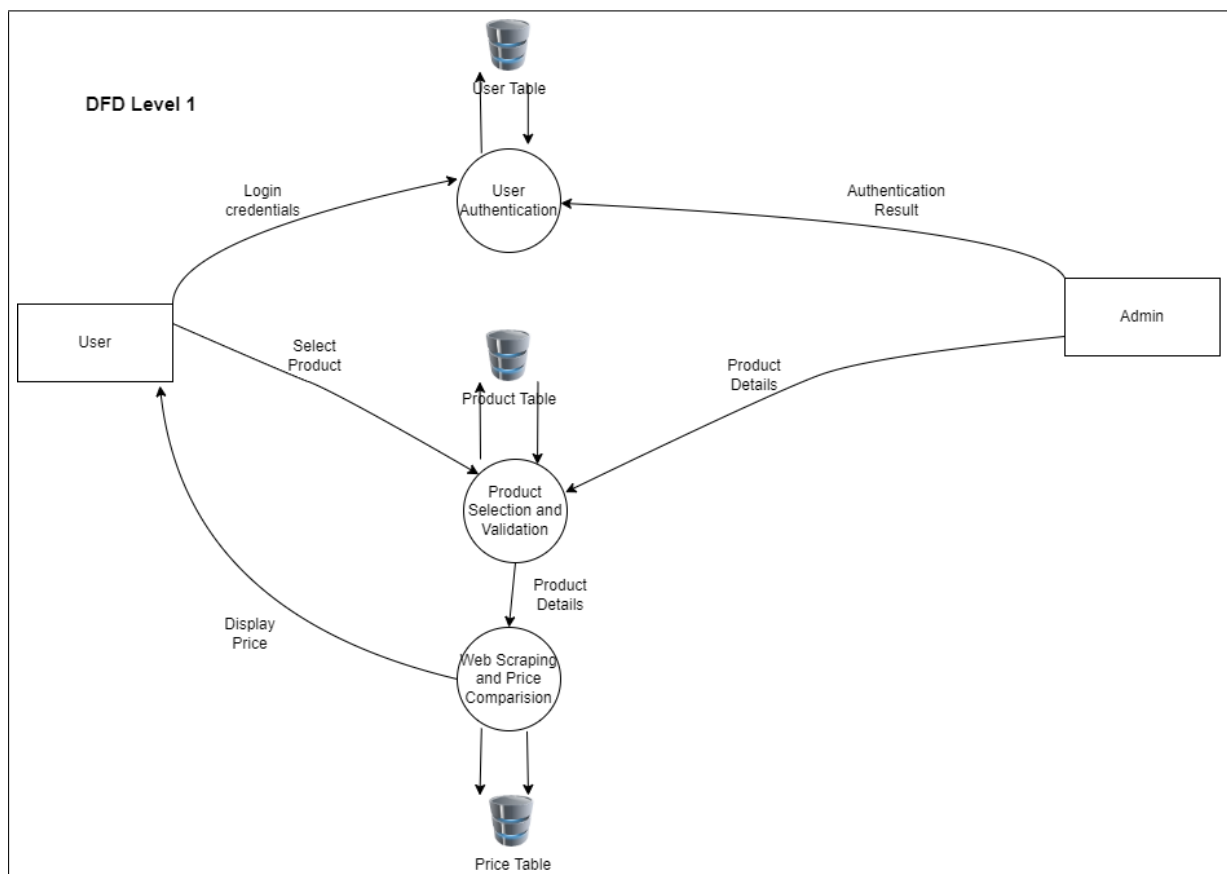 User Table
DFD Level 1
User
Authentication
Login
credentials
Authentication
Result
User
Admin
Select
Product
Product Table
Product
Details
Product
Selection and
Validation
Product
Details
Display
Price
Web Scraping
and Price
Comparision
Price Table